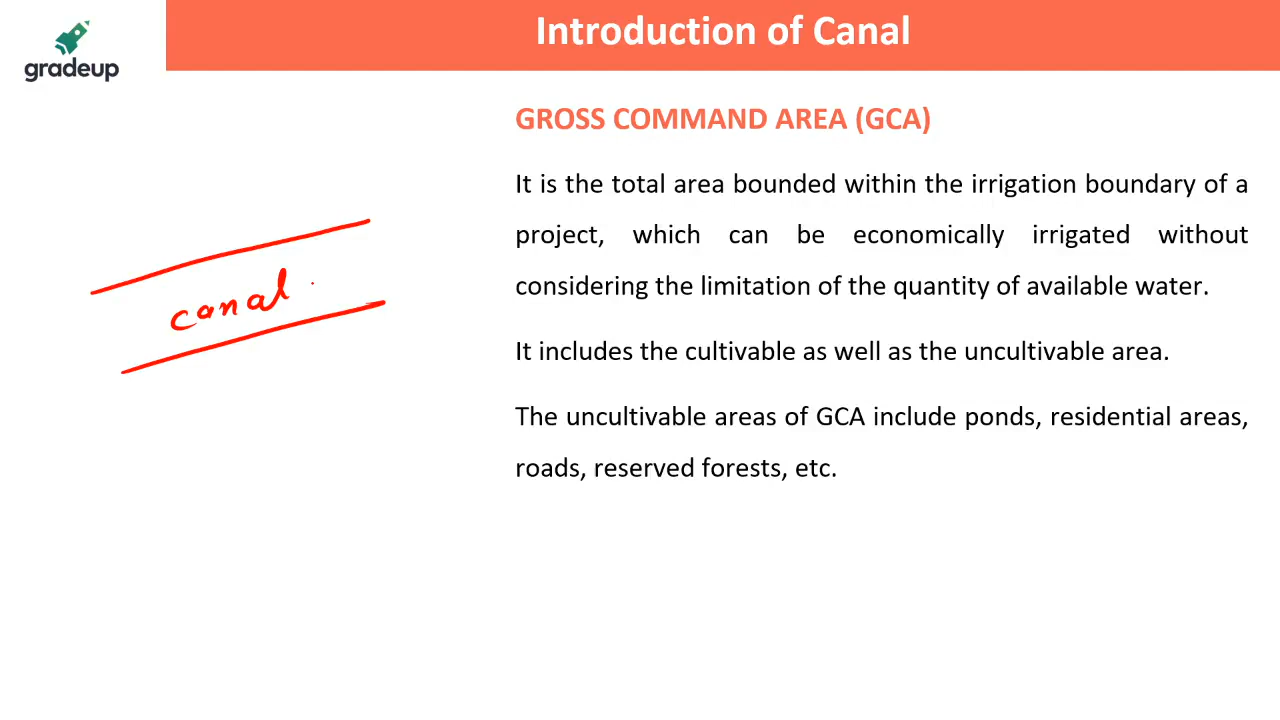 gradeup
Introduction of Canal
GROSS COMMAND AREA (GCA)
It is the total area bounded within the irrigation boundary of a
project, which can be economically irrigated without
considering the limitation of the quantity of available water.
It includes the cultivable as well as the uncultivable area.
The uncultivable areas of GCA include ponds, residential areas,
roads, reserved forests, etc.
canal